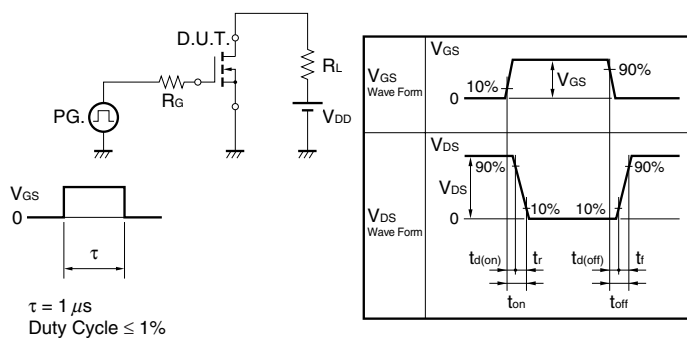 D.U.T.
RG
RL
PG.
VDD
VGS
0
τ
τ = 1 μs
Duty Cycle ≤ 1%
VGS
Wave Form
VGS
10%
VGS
90%
0
VDS
Wave Form
VDS
90%
VDS
90%
10%
10%
0
td(on)
tr
td(off)
tf
ton
toff